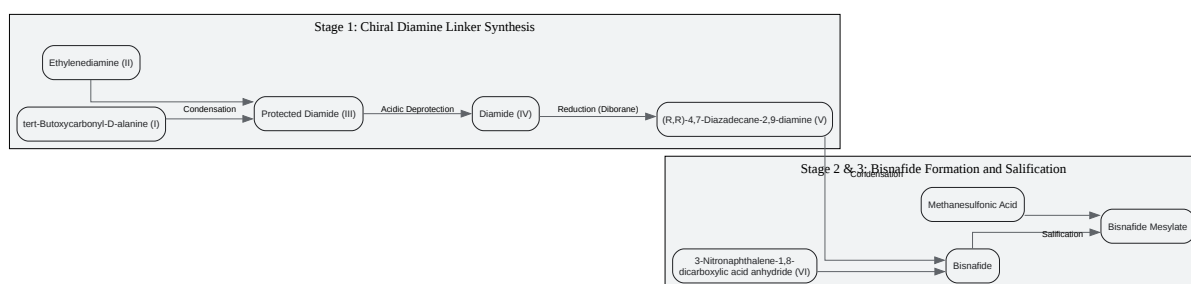 Stage 1: Chiral Diamine Linker Synthesis
Ethylenediamine (II)
tert-Butoxycarbonyl-D-alanine (I)
Condensation
Protected Diamide (III)
Acidic Deprotection
Diamide (IV)
Reduction (Diborane)
(R,R)-4,7-Diazadecane-2,9-diamine (V)
Stage 2 & 3: Bisnafide Formation and Salification
Condensation
Methanesulfonic Acid
3-Nitronaphthalene-1,8-
dicarboxylic acid anhydride (VI)
Bisnafide
Salification
Bisnafide Mesylate